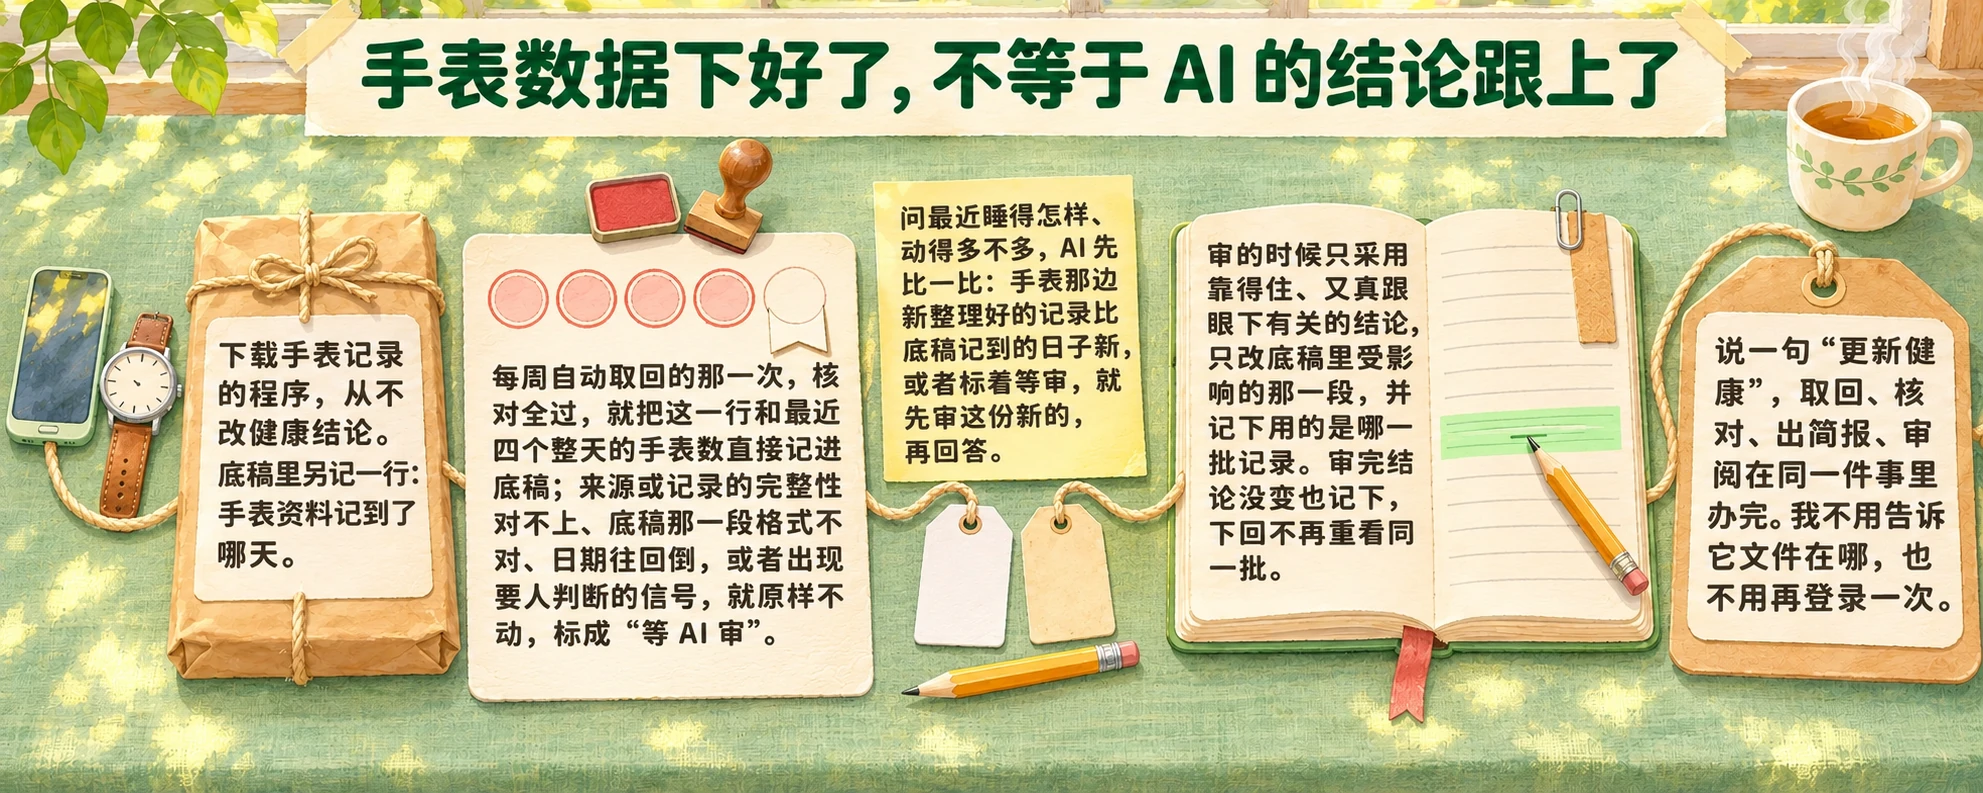 手表数据下好了，不等于 AI 的结论跟上了
下载手表记录
的程序，从不
改健康结论。
底稿里另记一行：
手表资料记到了
哪天。
每周自动取回的那一次，核
对全过，就把这一行和最近
四个整天的手表数直接记进
底稿；来源或记录的完整性
对不上、底稿那一段格式不
对、日期往回倒，或者出现
要人判断的信号，就原样不
动，标成“等 AI 审”。
问最近睡得怎样、
动得多不多，AI 先
比一比：手表那边
新整理好的记录比
底稿记到的日子新，
或者标着等审，就
先审这份新的，
再回答。
审的时候只采用
靠得住、又真跟
眼下有关的结论，
只改底稿里受影
响的那一段，并
记下用的是哪一
批记录。审完结
论没变也记下，
下回不再重看同
一批。
说一句“更新健
康”，取回、核
对、出简报、审
阅在同一件事里
办完。我不用告诉
它文件在哪，也
不用再登录一次。